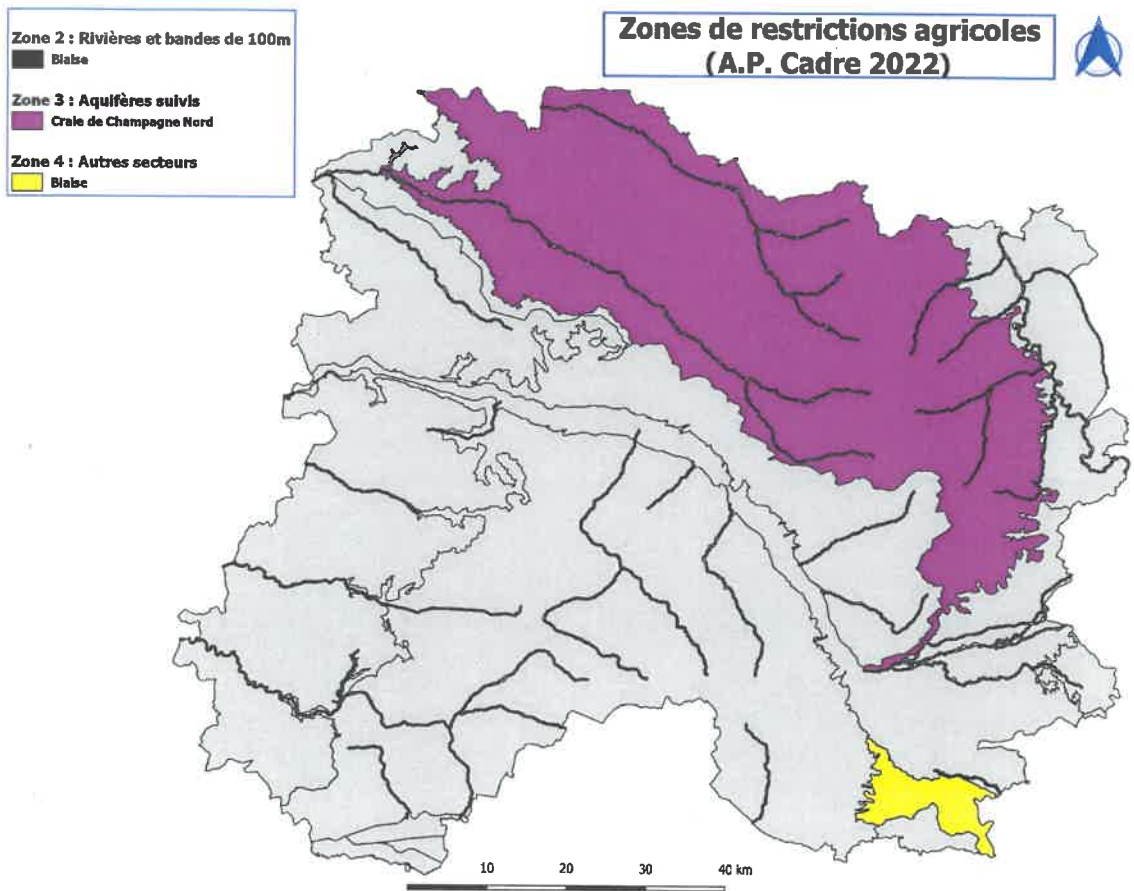 Zones de restrictions agricoles
(A.P. Cadre 2022)
Zone 2 : Rivières et bandes de 100m
Blaise
Zone 3 : Aquifères suivis
Craie de Champagne Nord
Zone 4 : Autres secteurs
Blaise
0 10 20 30 40 km